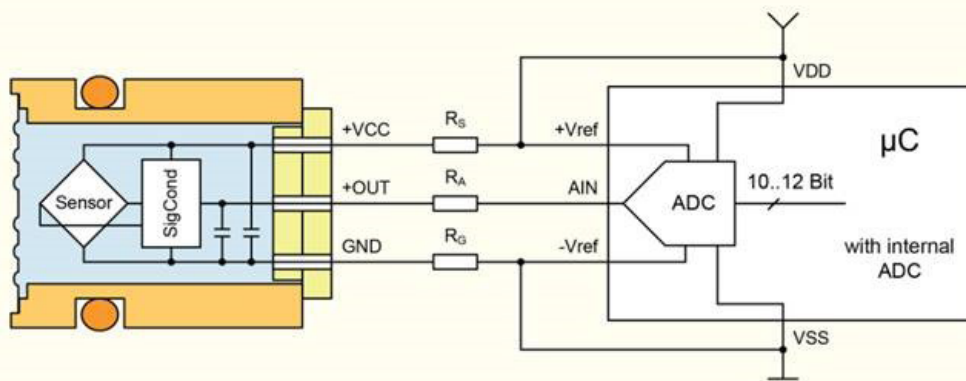 VDD
+VCC
RS
+Vref
µC
Sensor
SigCond
+OUT
RA
AIN
ADC
10..12 Bit
GND
RG
-Vref
with internal
ADC
VSS